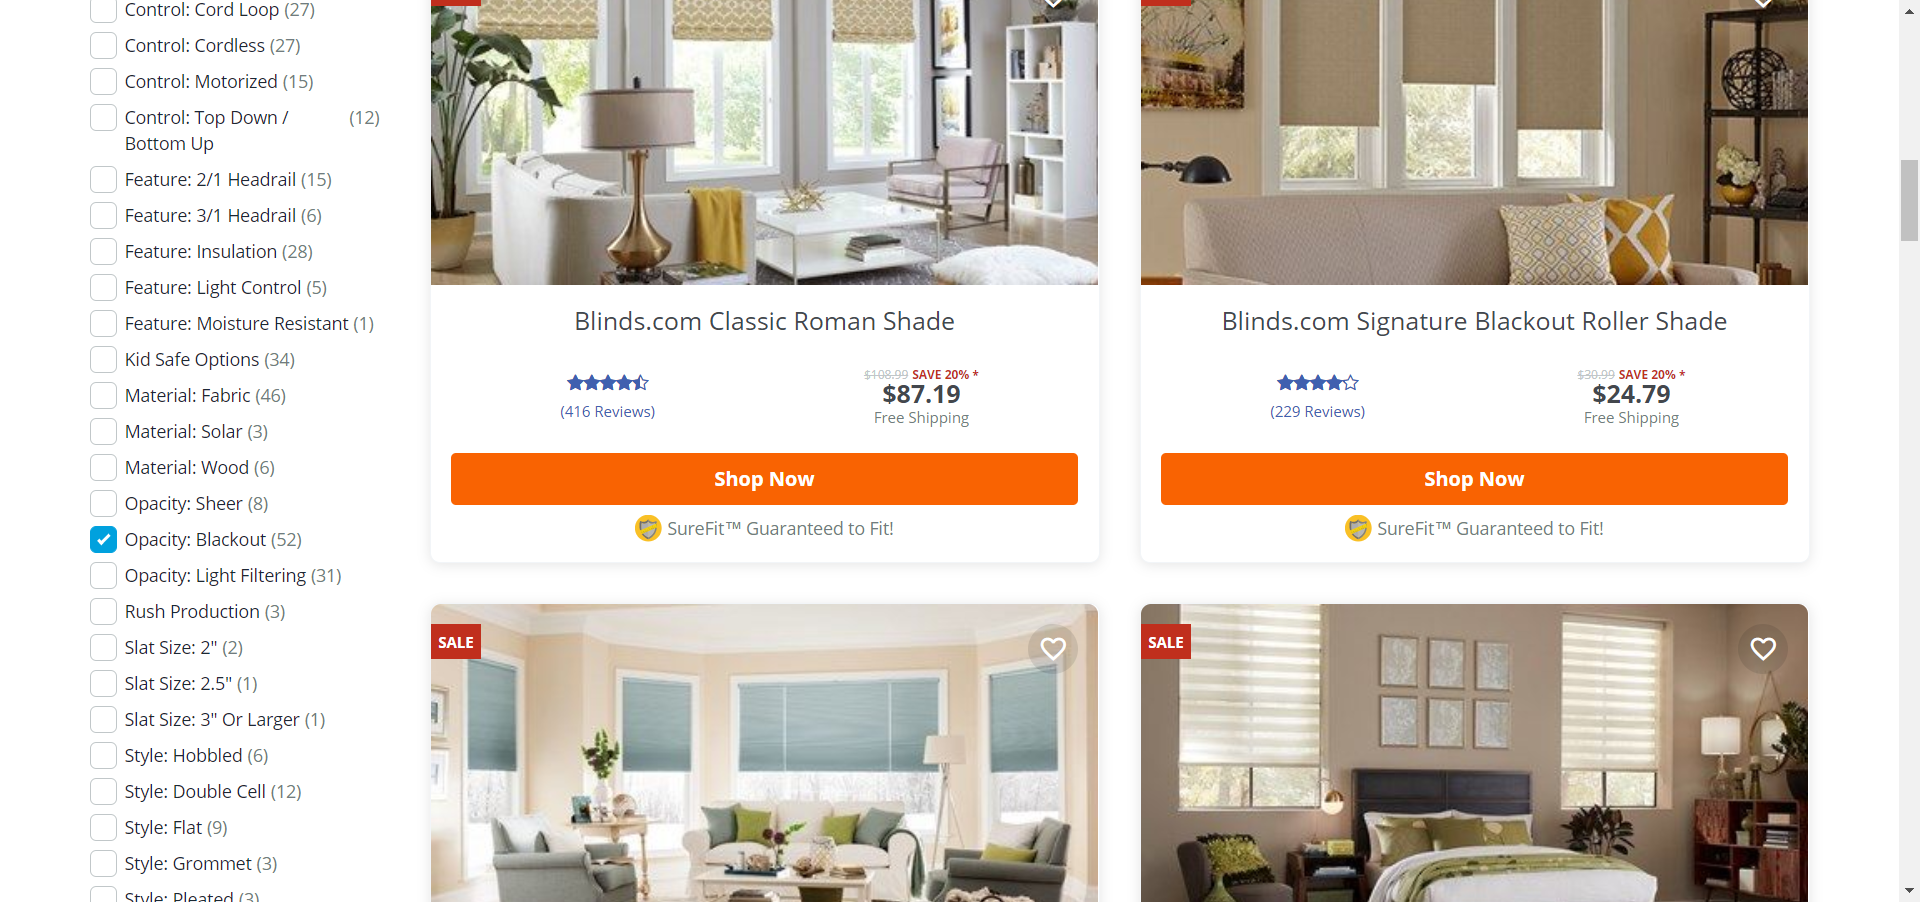 Control: Cord Loop (27)
Control: Cordless (27)
Control: Motorized (15)
Control: Top Down / (12)
Bottom Up
Feature: 2/1 Headrail (15)
Feature: 3/1 Headrail (6)
Feature: Insulation (28)
Feature: Light Control (5)
Feature: Moisture Resistant (1)
Kid Safe Options (34)
Material: Fabric (46)
Material: Solar (3)
Material: Wood (6)
Opacity: Sheer (8)
Opacity: Blackout (52)
Opacity: Light Filtering (31)
Rush Production (3)
Slat Size: 2" (2)
Slat Size: 2.5" (1)
Slat Size: 3" Or Larger (1)
Style: Hobbled (6)
Style: Double Cell (12)
Style: Flat (9)
Style: Grommet (3)
Style: Pleated (3)
Blinds.com Classic Roman Shade
$108.99 SAVE 20% *
$87.19
(416 Reviews)
Free Shipping
Shop Now
SureFit™ Guaranteed to Fit!
Blinds.com Signature Blackout Roller Shade
$30.99 SAVE 20% *
$24.79
(229 Reviews)
Free Shipping
Shop Now
SureFit™ Guaranteed to Fit!
SALE
SALE